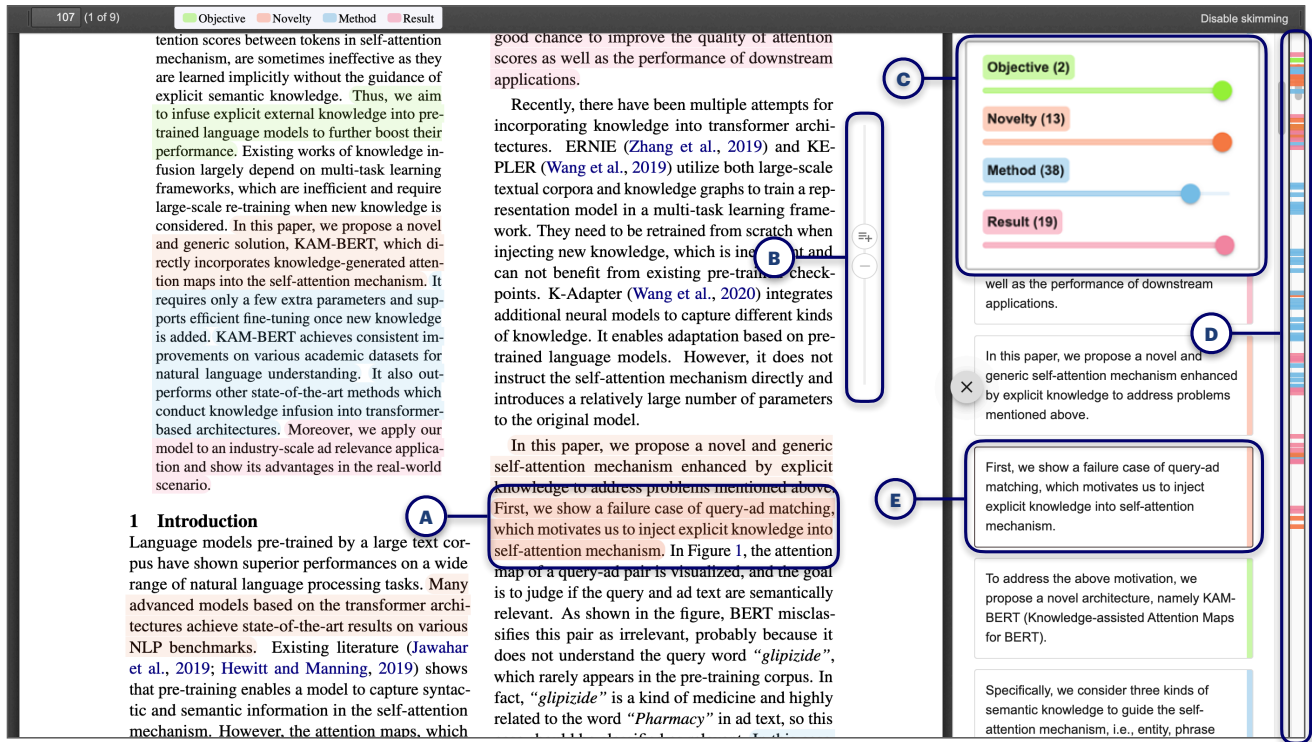 107 (1 of 9)
Objective Novelty Method Result
Disable skimming
tention scores between tokens in self-attention
mechanism, are sometimes ineffective as they
are learned implicitly without the guidance of
explicit semantic knowledge. Thus, we aim
to infuse explicit external knowledge into pre-
trained language models to further boost their
performance. Existing works of knowledge in-
fusion largely depend on multi-task learning
frameworks, which are inefficient and require
large-scale re-training when new knowledge is
considered. In this paper, we propose a novel
and generic solution, KAM-BERT, which di-
rectly incorporates knowledge-generated atten-
tion maps into the self-attention mechanism. It
requires only a few extra parameters and sup-
ports efficient fine-tuning once new knowledge
is added. KAM-BERT achieves consistent im-
provements on various academic datasets for
natural language understanding. It also out-
performs other state-of-the-art methods which
conduct knowledge infusion into transformer-
based architectures. Moreover, we apply our
model to an industry-scale ad relevance applica-
tion and show its advantages in the real-world
scenario.
1 Introduction
Language models pre-trained by a large text cor-
pus have shown superior performances on a wide
range of natural language processing tasks. Many
advanced models based on the transformer archi-
tectures achieve state-of-the-art results on various
NLP benchmarks. Existing literature (Jawahar
et al., 2019; Hewitt and Manning, 2019) shows
that pre-training enables a model to capture syntac-
tic and semantic information in the self-attention
mechanism. However, the attention maps, which
good chance to improve the quality of attention
scores as well as the performance of downstream
applications.
Recently, there have been multiple attempts for
incorporating knowledge into transformer archi-
tectures. ERNIE (Zhang et al., 2019) and KE-
PLER (Wang et al., 2019) utilize both large-scale
textual corpora and knowledge graphs to train a rep-
resentation model in a multi-task learning frame-
work. They need to be retrained from scratch when
injecting new knowledge, which is and
can not benefit from existing check-
points. K-Adapter (Wang et al., 2020) integrates
additional neural models to capture different kinds
of knowledge. It enables adaptation based on pre-
trained language models. However, it does not
instruct the self-attention mechanism directly and
introduces a relatively large number of parameters
to the original model.
In this paper, we propose a novel and generic
self-attention mechanism enhanced by explicit
knowledge to address problems mentioned above.
First, we show a failure case of query-ad matching,
which motivates us to inject explicit knowledge into
self-attention mechanism. In Figure 1, the attention
map of a query-ad pair is visualized, and the goal
is to judge if the query and ad text are semantically
relevant. As shown in the figure, BERT misclas-
sifies this pair as irrelevant, probably because it
does not understand the query word “glipizide”,
which rarely appears in the pre-training corpus. In
fact, “glipizide” is a kind of medicine and highly
related to the word “Pharmacy” in ad text, so this
A
B
C
D
E
Objective (2)
Novelty (13)
Method (38)
Result (19)
well as the performance of downstream
applications.
In this paper, we propose a novel and
generic self-attention mechanism enhanced
by explicit knowledge to address problems
mentioned above.
First, we show a failure case of query-ad
matching, which motivates us to inject
explicit knowledge into self-attention
mechanism.
To address the above motivation, we
propose a novel architecture, namely KAM-
BERT (Knowledge-assisted Attention Maps
for BERT).
Specifically, we consider three kinds of
semantic knowledge to guide the self-
attention mechanism, i.e., entity, phrase